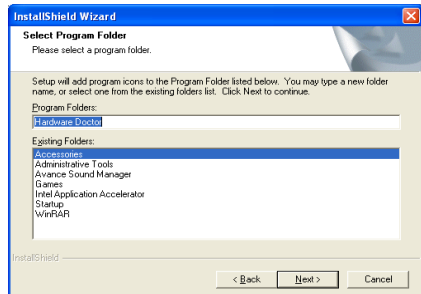 InstallShield Wizard
Select Program Folder
Please select a program folder.
Setup will add program icons to the Program Folder listed below. You may type a new folder
name, or select one from the existing folders list. Click Next to continue.
Program Folders:
Hardware Doctor
Existing Folders:
Accessories
Administrative Tools
Avance Sound Manager
Games
Intel Application Accelerator
Startup
WinRAR
InstallShield
< Back Next > Cancel